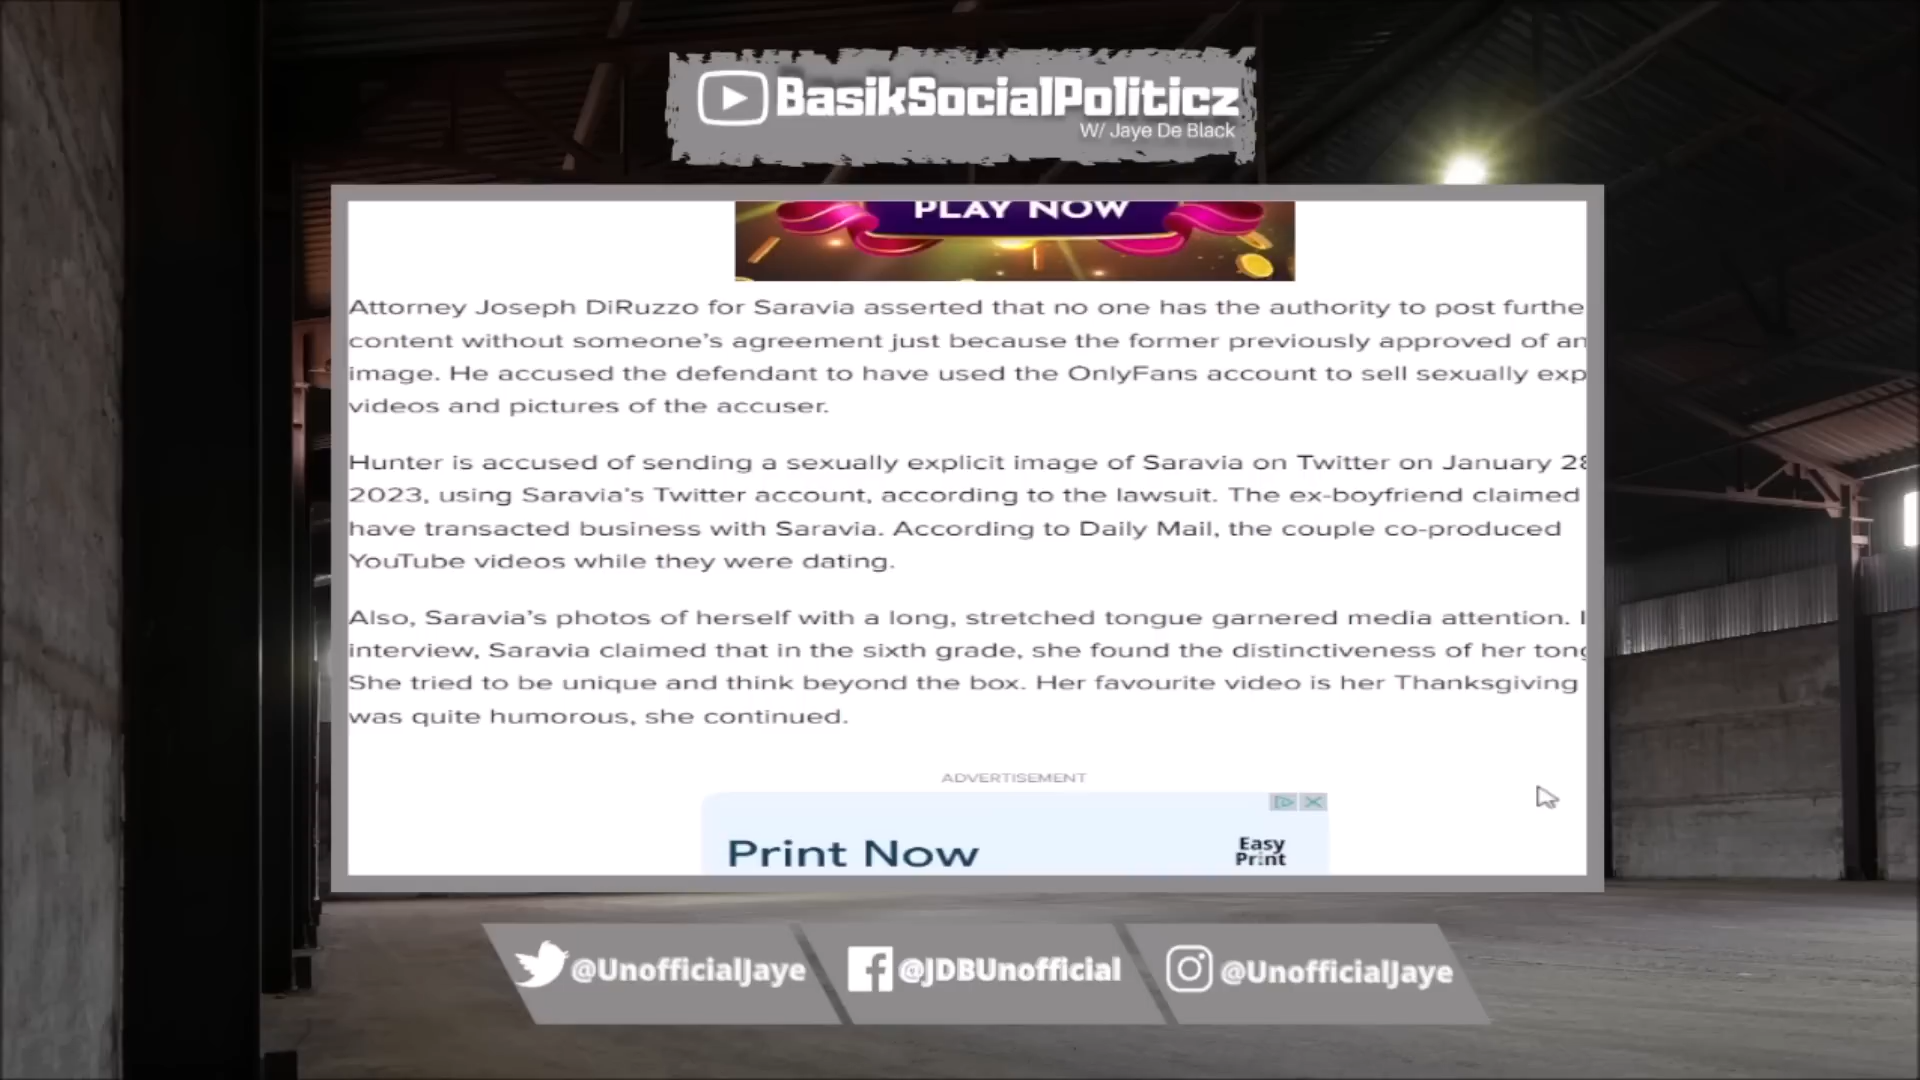 BasikSocialPoliticz
W/ Jaye De Black
PLAY NOW
Attorney Joseph DiRuzzo for Saravia asserted that no one has the authority to post furthe
content without someone's agreement just because the former previously approved of an
image. He accused the defendant to have used the OnlyFans account to sell sexually exp
videos and pictures of the accuser.
Hunter is accused of sending a sexually explicit image of Saravia on Twitter on January 28
2023, using Saravia's Twitter account, according to the lawsuit. The ex-boyfriend claimed
have transacted business with Saravia. According to Daily Mail, the couple co-produced
YouTube videos while they were dating.
Also, Saravia's photos of herself with a long, stretched tongue garnered media attention. I
interview, Saravia claimed that in the sixth grade, she found the distinctiveness of her tong
She tried to be unique and think beyond the box. Her favourite video is her Thanksgiving
was quite humorous, she continued.
ADVERTISEMENT
Print Now
Easy
Print
@UnofficialJaye
@JDBUnofficial
@UnofficialJaye